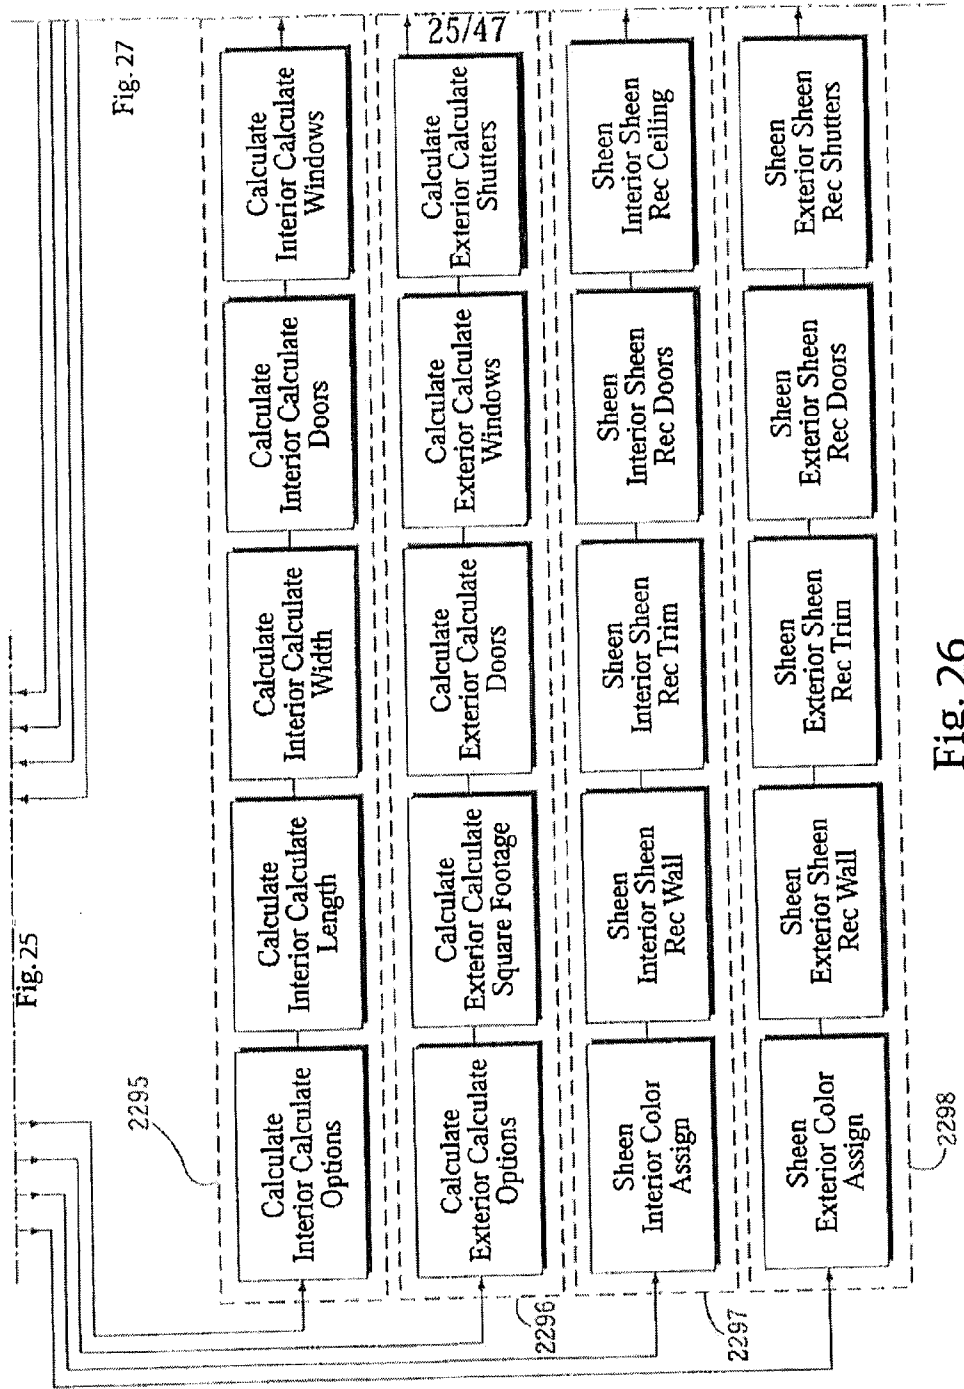 25/47
Fig. 25
Fig. 27
2295
Calculate
Interior Calculate
Options
Calculate
Interior Calculate
Length
Calculate
Interior Calculate
Width
Calculate
Interior Calculate
Doors
Calculate
Interior Calculate
Windows
2296
Calculate
Exterior Calculate
Options
Calculate
Exterior Calculate
Square Footage
Calculate
Exterior Calculate
Doors
Calculate
Exterior Calculate
Windows
Calculate
Exterior Calculate
Shutters
2297
Sheen
Interior Color
Assign
Sheen
Interior Sheen
Rec Wall
Sheen
Interior Sheen
Rec Trim
Sheen
Interior Sheen
Rec Doors
Sheen
Interior Sheen
Rec Ceiling
2298
Sheen
Exterior Color
Assign
Sheen
Exterior Sheen
Rec Wall
Sheen
Exterior Sheen
Rec Trim
Sheen
Exterior Sheen
Rec Doors
Sheen
Exterior Sheen
Rec Shutters
Fig. 26